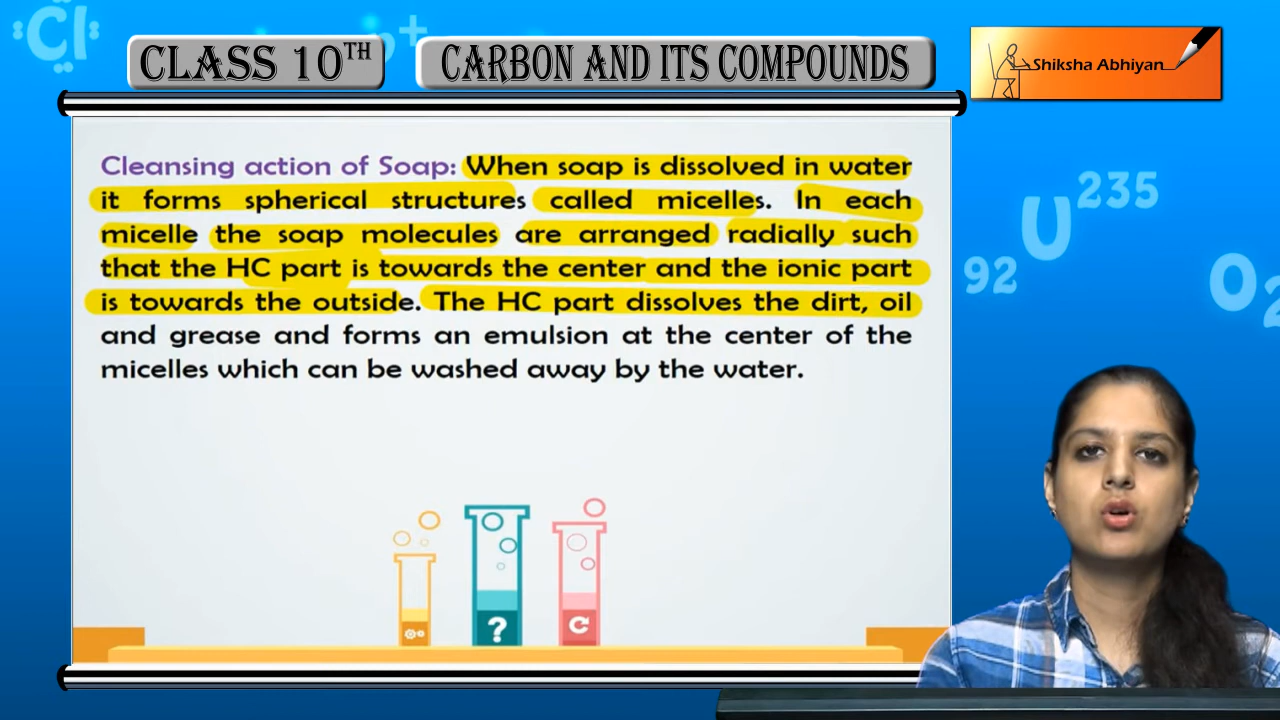 :Cl:
CLASS 10TH
CARBON AND ITS COMPOUNDS
Shiksha Abhiyan
Cleansing action of Soap: When soap is dissolved in water
it forms spherical structures called micelles. In each
micelle the soap molecules are arranged radially such
that the HC part is towards the center and the ionic part
is towards the outside. The HC part dissolves the dirt, oil
and grease and forms an emulsion at the center of the
micelles which can be washed away by the water.
92U235
O2
?